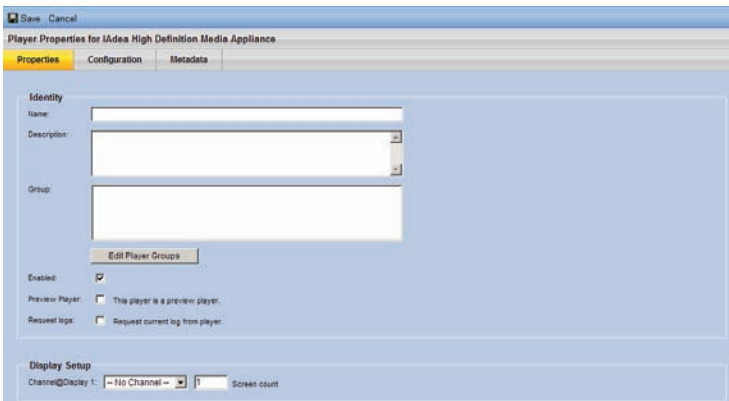 Save Cancel
Player Properties for IAdea High Definition Media Appliance
Properties Configuration Metadata
Identity
Name:
Description:
Group:
Edit Player Groups
Enabled:
Preview Player: This player is a preview player.
Request logs: Request current log from player.
Display Setup
Channel@Display 1: -- No Channel -- 1 Screen count